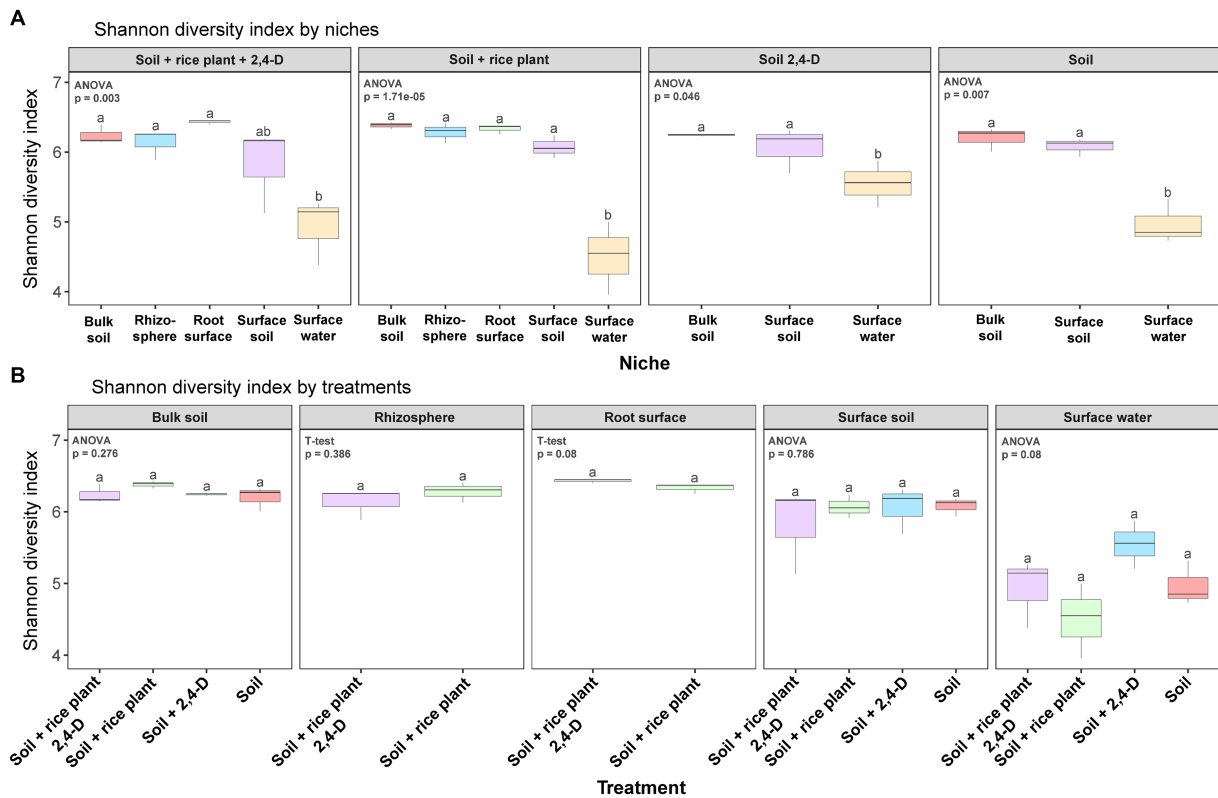 A
Shannon diversity index by niches
Soil + rice plant + 2,4-D
Soil + rice plant
Soil 2,4-D
Soil
Shannon diversity index
7
6
5
4
ANOVA
p = 0.003
a
a
a
ab
b
ANOVA
p = 1.71e-05
a
a
a
a
b
ANOVA
p = 0.046
a
a
b
ANOVA
p = 0.007
a
a
b
Bulk
soil
Rhizo-
sphere
Root
surface
Surface
soil
Surface
water
Bulk
soil
Rhizo-
sphere
Root
surface
Surface
soil
Surface
water
Bulk
soil
Surface
soil
Surface
water
Bulk
soil
Surface
soil
Surface
water
Niche
B
Shannon diversity index by treatments
Bulk soil
Rhizosphere
Root surface
Surface soil
Surface water
Shannon diversity index
7
6
5
4
ANOVA
p = 0.276
a
a
a
a
T-test
p = 0.386
a
a
T-test
p = 0.08
a
a
ANOVA
p = 0.786
a
a
a
a
ANOVA
p = 0.08
a
a
a
a
Soil + rice plant
2,4-D
Soil + rice plant
Soil + 2,4-D
Soil
Soil + rice plant
2,4-D
Soil + rice plant
Soil + rice plant
2,4-D
Soil + rice plant
Soil + rice plant
2,4-D
Soil + rice plant
Soil + 2,4-D
Soil
Soil + rice plant
2,4-D
Soil + rice plant
Soil + 2,4-D
Soil
Treatment